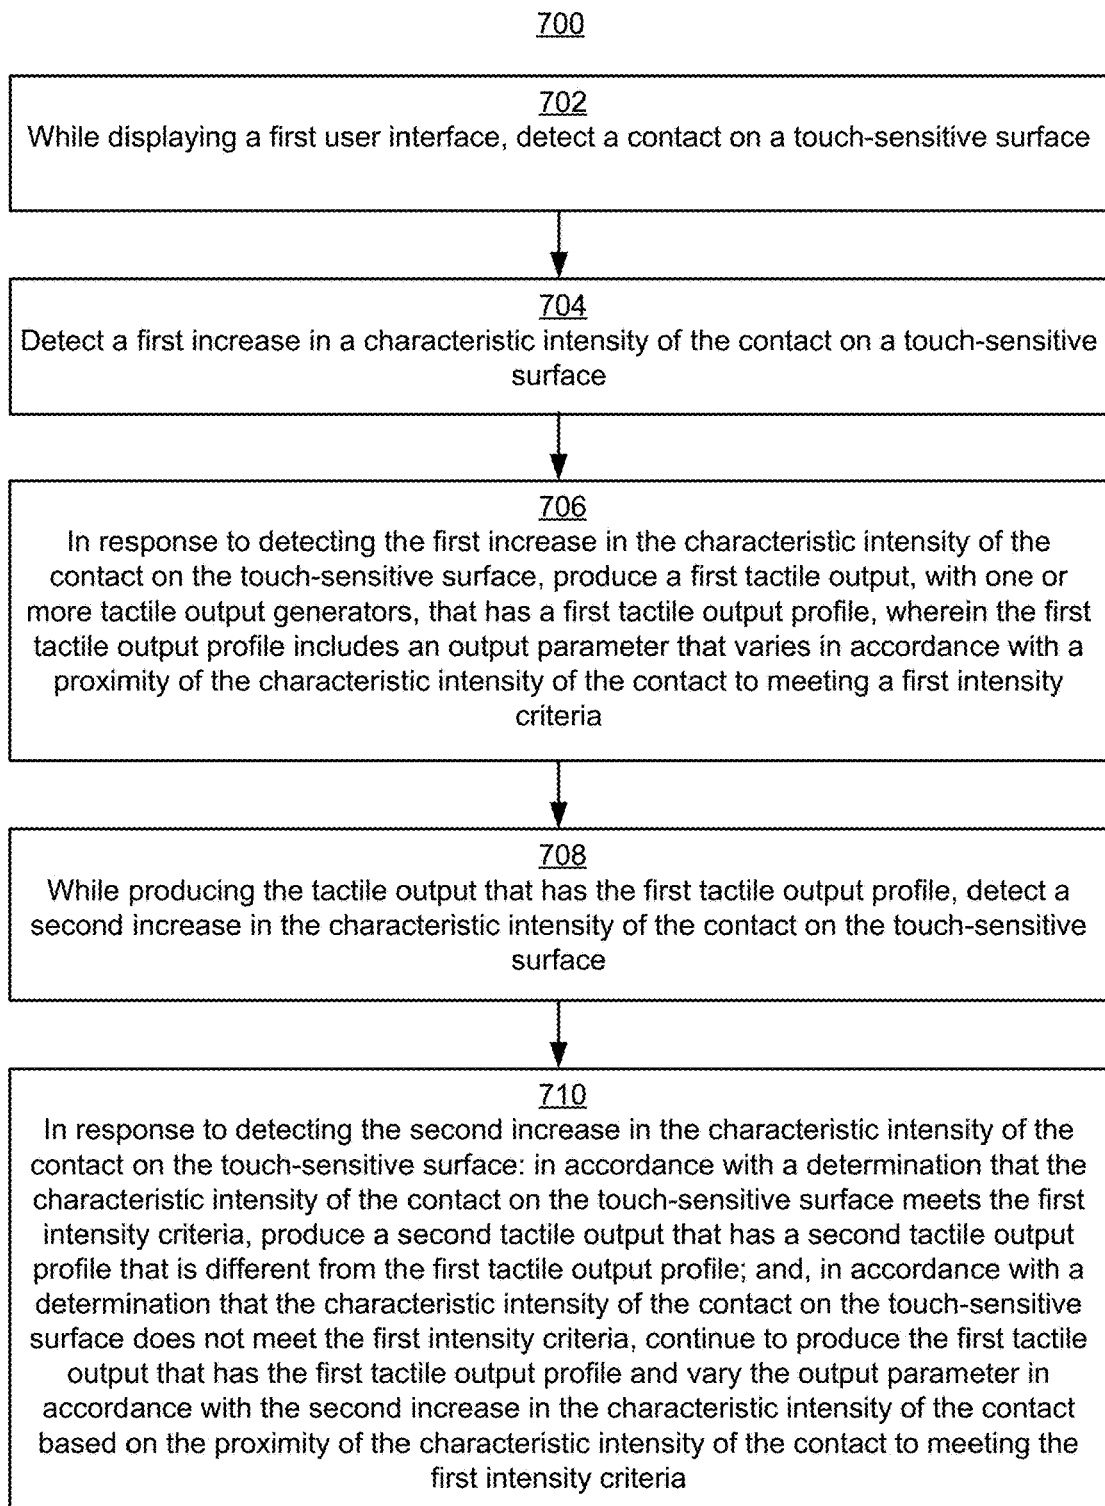 700
702
While displaying a first user interface, detect a contact on a touch-sensitive surface
704
Detect a first increase in a characteristic intensity of the contact on a touch-sensitive
surface
706
In response to detecting the first increase in the characteristic intensity of the
contact on the touch-sensitive surface, produce a first tactile output, with one or
more tactile output generators, that has a first tactile output profile, wherein the first
tactile output profile includes an output parameter that varies in accordance with a
proximity of the characteristic intensity of the contact to meeting a first intensity
criteria
708
While producing the tactile output that has the first tactile output profile, detect a
second increase in the characteristic intensity of the contact on the touch-sensitive
surface
710
In response to detecting the second increase in the characteristic intensity of the
contact on the touch-sensitive surface: in accordance with a determination that the
characteristic intensity of the contact on the touch-sensitive surface meets the first
intensity criteria, produce a second tactile output that has a second tactile output
profile that is different from the first tactile output profile; and, in accordance with a
determination that the characteristic intensity of the contact on the touch-sensitive
surface does not meet the first intensity criteria, continue to produce the first tactile
output that has the first tactile output profile and vary the output parameter in
accordance with the second increase in the characteristic intensity of the contact
based on the proximity of the characteristic intensity of the contact to meeting the
first intensity criteria